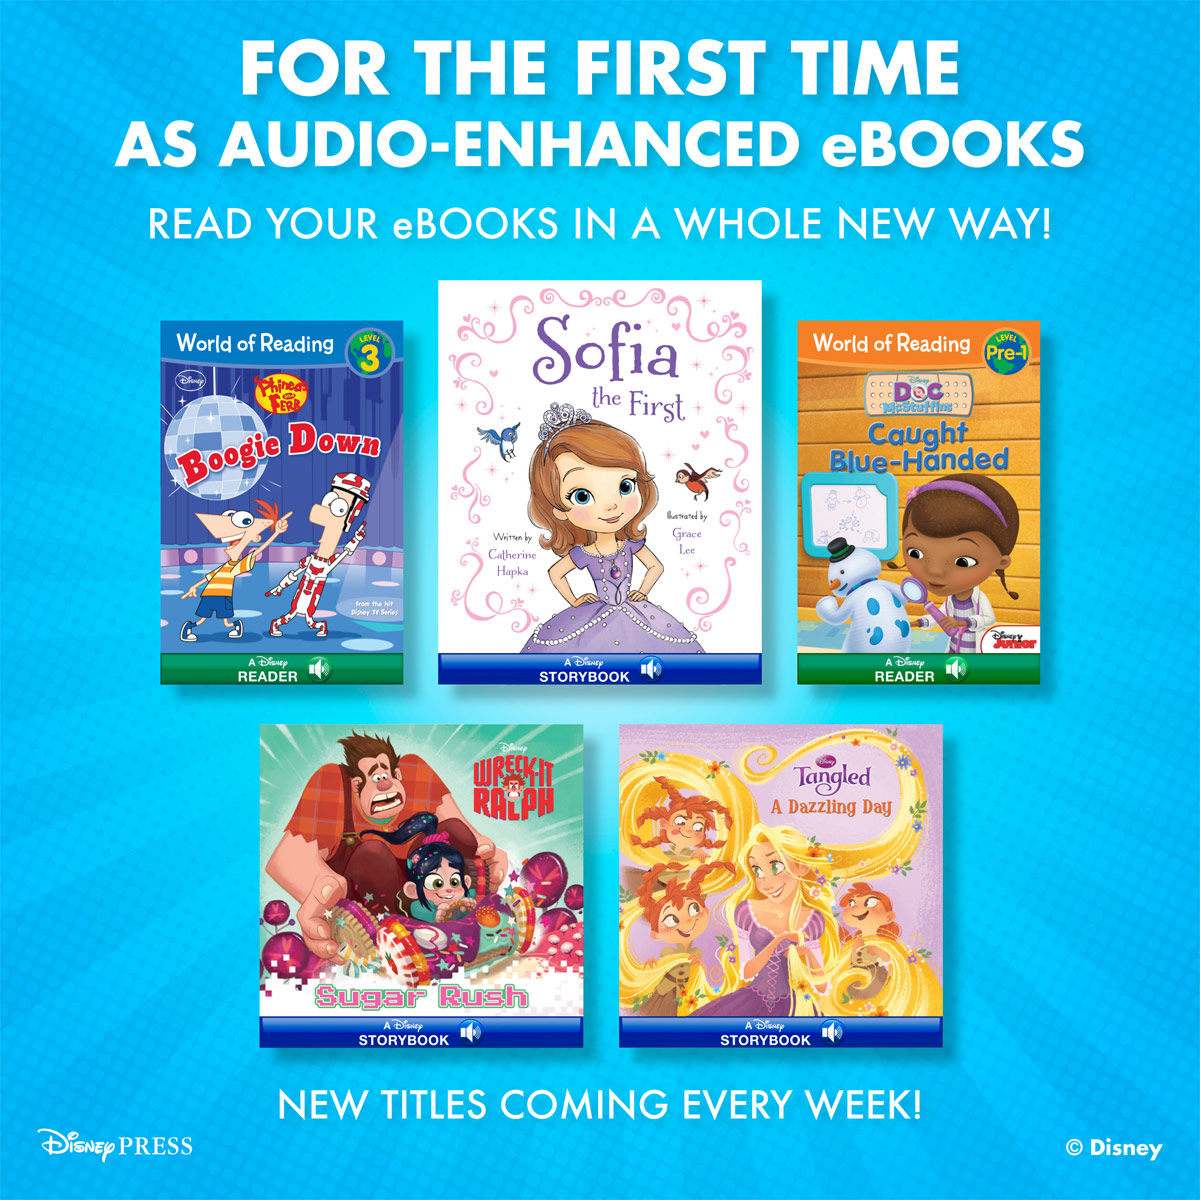 FOR THE FIRST TIME
AS AUDIO-ENHANCED eBOOKS
READ YOUR eBOOKS IN A WHOLE NEW WAY!
World of Reading
LEVEL
3
Disney
Phineas
and
Ferb
Boogie Down
From the hit
Disney TV Series
A Disney
READER
Sofia
the First
Written by
Catherine
Hapka
Illustrated by
Grace
Lee
A Disney
STORYBOOK
World of Reading
LEVEL
Pre-1
Disney
DOC
McStuffins
Caught
Blue-Handed
Disney
Junior
A Disney
READER
Disney
WRECK-IT
RALPH
Sugar Rush
A Disney
STORYBOOK
Disney
Tangled
A Dazzling Day
A Disney
STORYBOOK
NEW TITLES COMING EVERY WEEK!
Disney PRESS
© Disney